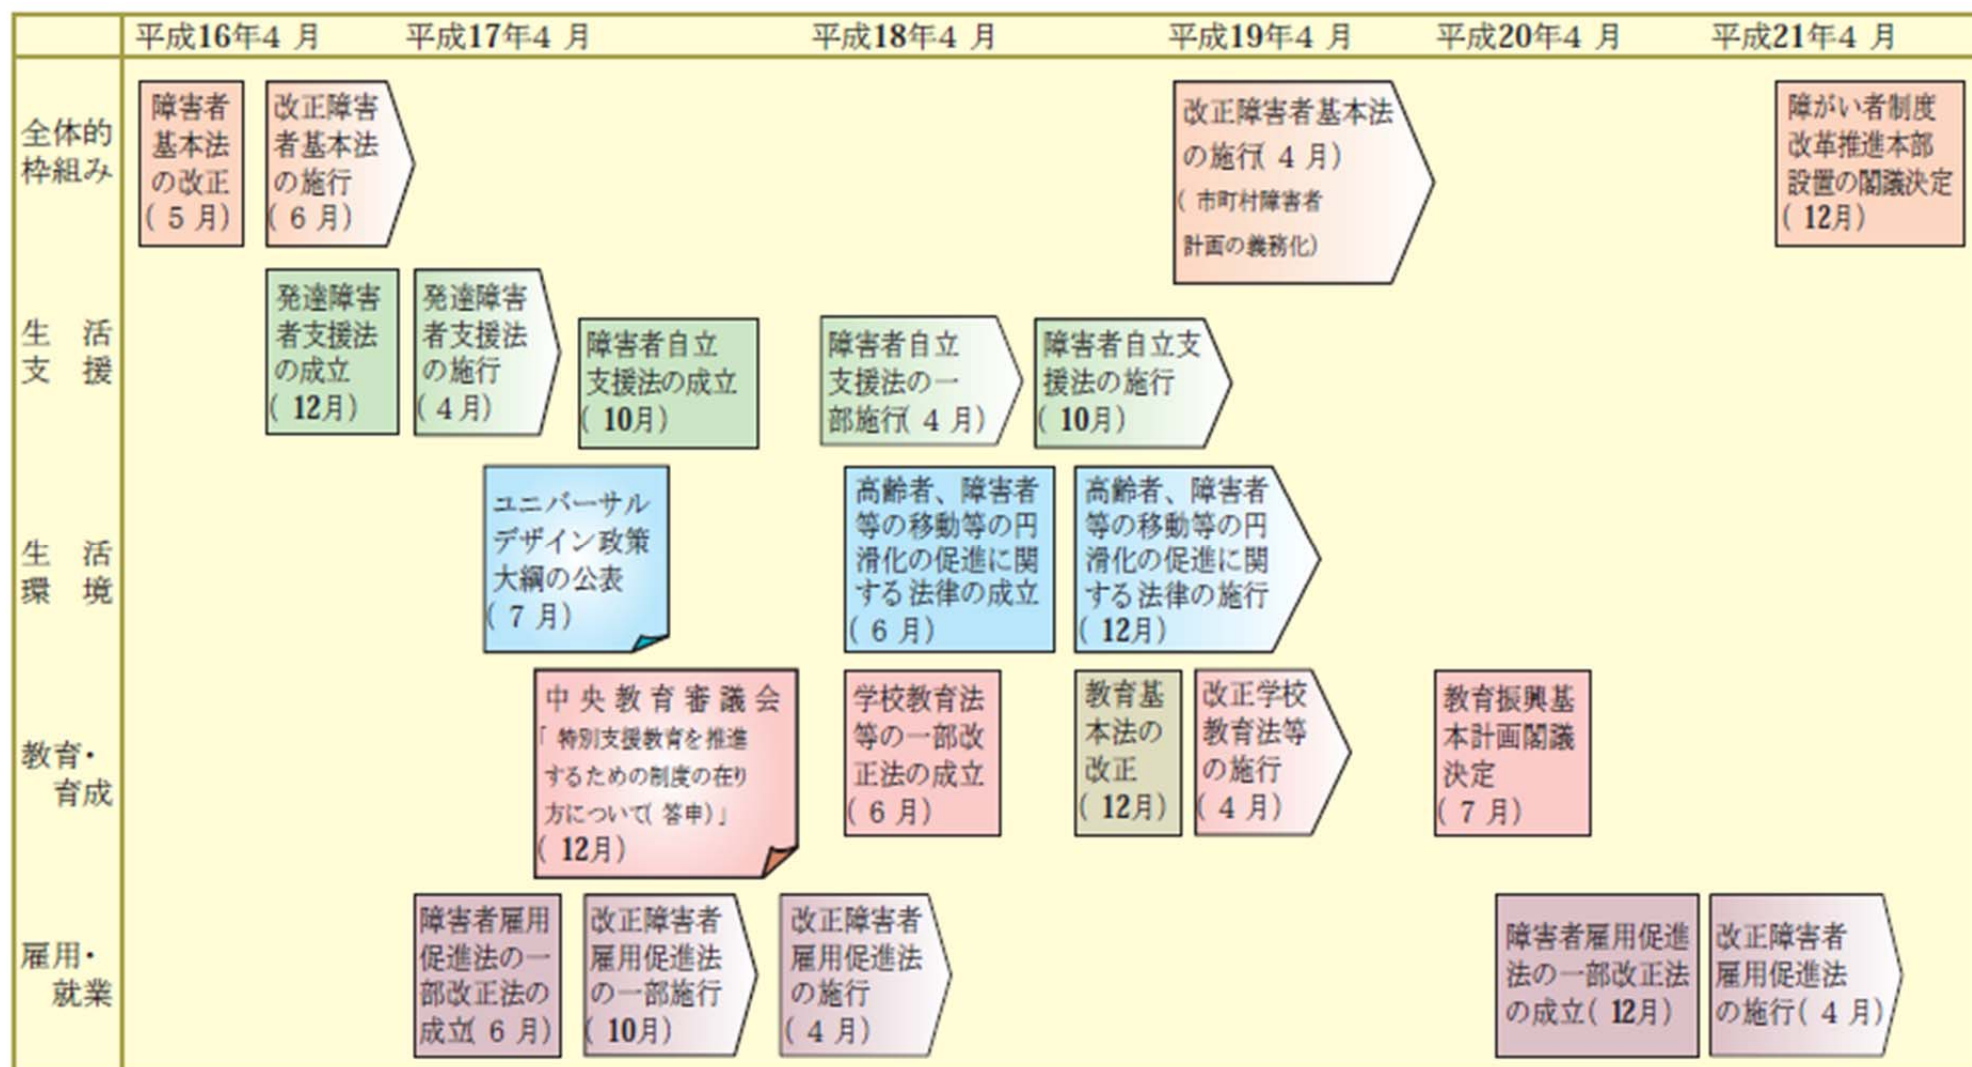 平成16年4月 平成17年4月 平成18年4月 平成19年4月 平成20年4月 平成21年4月
全体的
枠組み
障害者
基本法
の改正
(5月)
改正障害
者基本法
の施行
(6月)
改正障害者基本法
の施行(4月)
(市町村障害者
計画の義務化)
障がい者制度
改革推進本部
設置の閣議決定
(12月)
生活
支援
発達障害
者支援法
の成立
(12月)
発達障害
者支援法
の施行
(4月)
障害者自立
支援法の成立
(10月)
障害者自立
支援法の一
部施行(4月)
障害者自立支
援法の施行
(10月)
生活
環境
ユニバーサル
デザイン政策
大綱の公表
(7月)
高齢者、障害者
等の移動等の円
滑化の促進に関
する法律の成立
(6月)
高齢者、障害者
等の移動等の円
滑化の促進に関
する法律の施行
(12月)
教育・
育成
中央教育審議会
「特別支援教育を推進
するための制度の在り
方について(答申)」
(12月)
学校教育法
等の一部改
正法の成立
(6月)
教育基
本法の
改正
(12月)
改正学校
教育法等
の施行
(4月)
教育振興基
本計画閣議
決定
(7月)
雇用・
就業
障害者雇用
促進法の一
部改正法の
成立(6月)
改正障害者
雇用促進法
の一部施行
(10月)
改正障害者
雇用促進法
の施行
(4月)
障害者雇用促進
法の一部改正法
の成立(12月)
改正障害者
雇用促進法
の施行(4月)